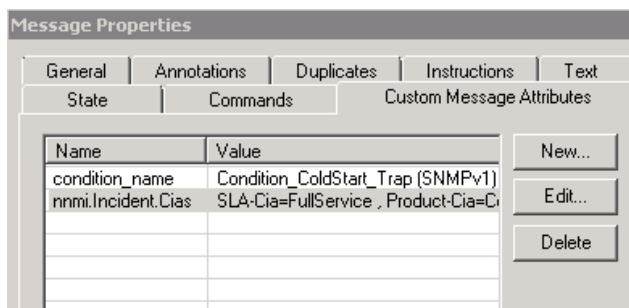 Message Properties
General Annotations Duplicates Instructions Text
State Commands Custom Message Attributes
Name Value New...
condition_name Condition_ColdStart_Trap (SNMPv1)
nnmi.Incident.Cias SLA-Cia=FullService , Product-Cia=C Edit...
Delete